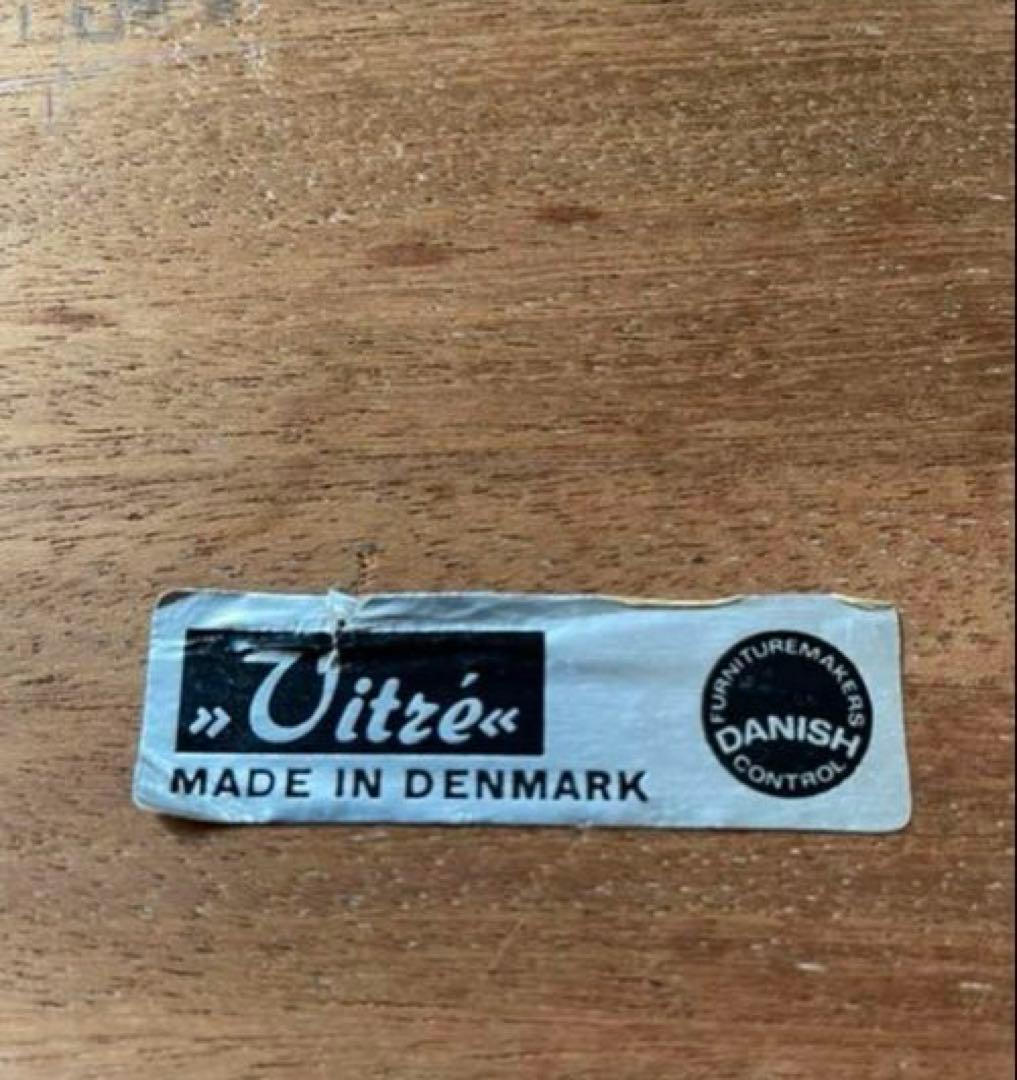 »Vitré«
MADE IN DENMARK
FURNITUREMAKERS
DANISH
CONTROL